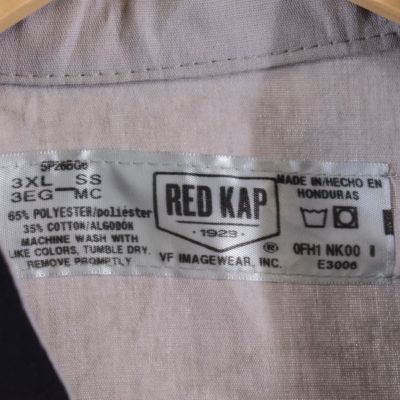 SP26BG6
3XL—SS
3EG—MC
65% POLYESTER/poliéster
35% COTTON/ALGODÓN
MACHINE WASH WITH
LIKE COLORS, TUMBLE DRY.
REMOVE PROMPTLY
RED KAP
· 1923 ·
®
VF IMAGEWEAR, INC.
MADE IN/HECHO EN
HONDURAS
0FH1 NK00
E3006